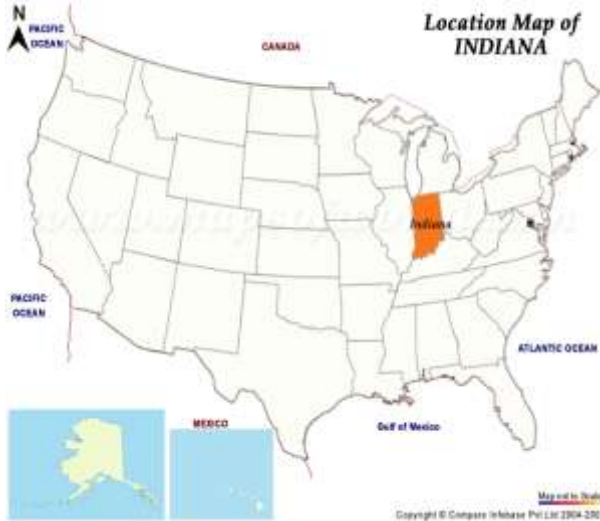 N
PACIFIC
OCEAN
Location Map of
INDIANA
CANADA
Indiana
PACIFIC
OCEAN
ATLANTIC OCEAN
MEXICO
Gulf of Mexico
Map not to Scale
Copyright © Compare Infobase Pvt Ltd 2004-200